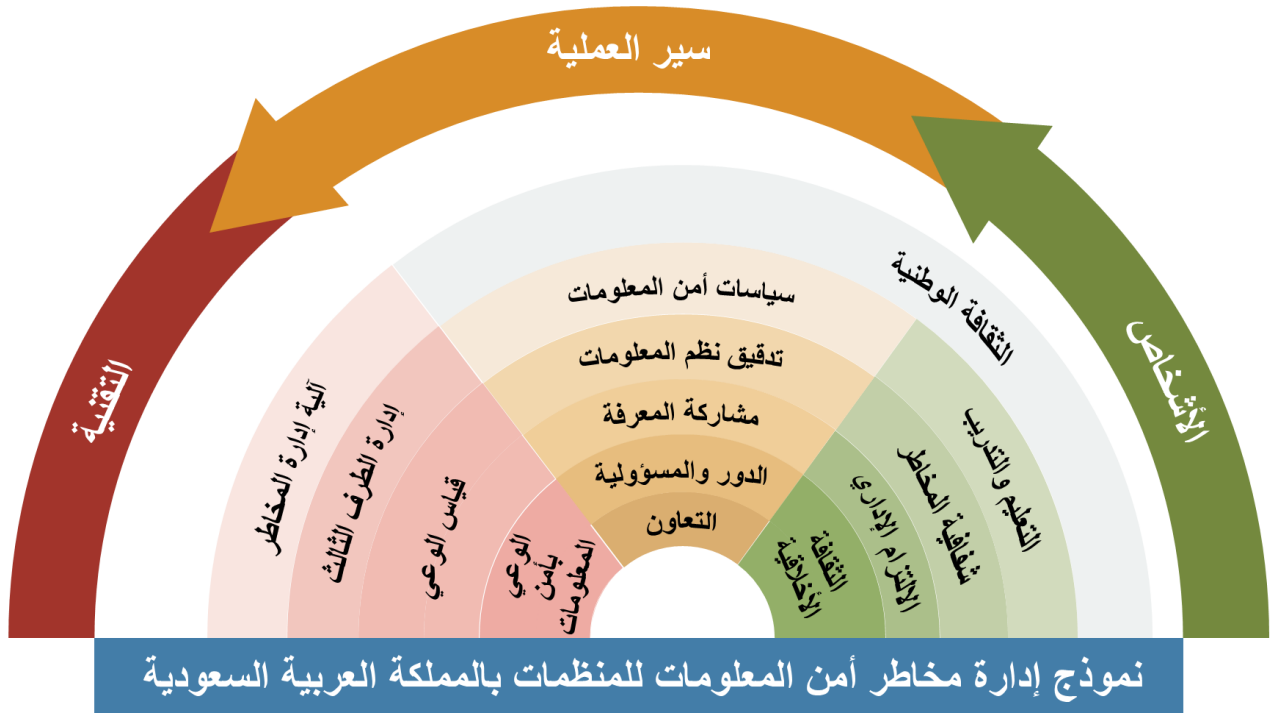 سير العملية
الأشخاص
التقنية
الثقافة الوطنية
التعليم والتدريب
شفافية المخاطر
الالتزام الإداري
الثقافة
الأخلاقية
سياسات أمن المعلومات
تدقيق نظم المعلومات
مشاركة المعرفة
الدور والمسؤولية
التعاون
آلية إدارة المخاطر
إدارة الطرف الثالث
قياس الوعي
الوعي
بأمن
المعلومات
نموذج إدارة مخاطر أمن المعلومات للمنظمات بالمملكة العربية السعودية